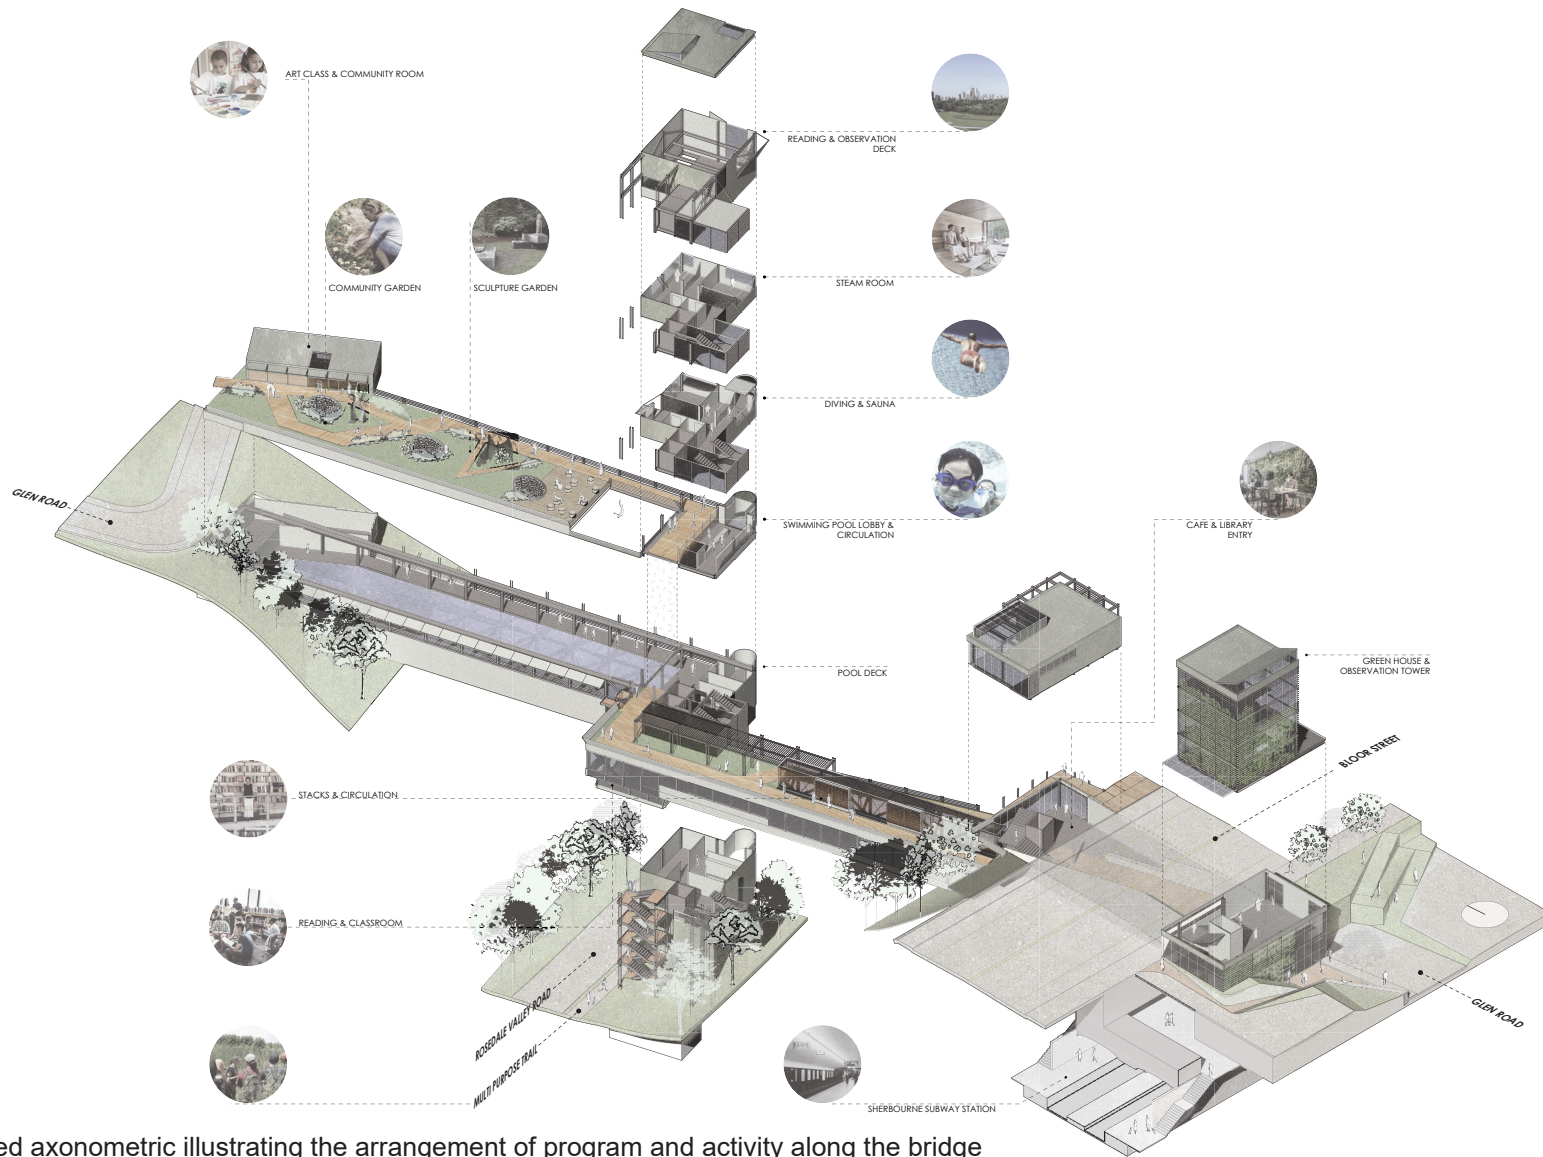 ART CLASS & COMMUNITY ROOM
READING & OBSERVATION
DECK
COMMUNITY GARDEN
SCULPTURE GARDEN
STEAM ROOM
DIVING & SAUNA
GLEN ROAD
SWIMMING POOL LOBBY &
CIRCULATION
CAFE & LIBRARY
ENTRY
POOL DECK
GREEN HOUSE &
OBSERVATION TOWER
BLOOR STREET
STACKS & CIRCULATION
READING & CLASSROOM
ROSEDALE VALLEY ROAD
MULTI PURPOSE TRAIL
GLEN ROAD
SHERBOURNE SUBWAY STATION
axonometric illustrating the arrangement of program and activity along the bridge